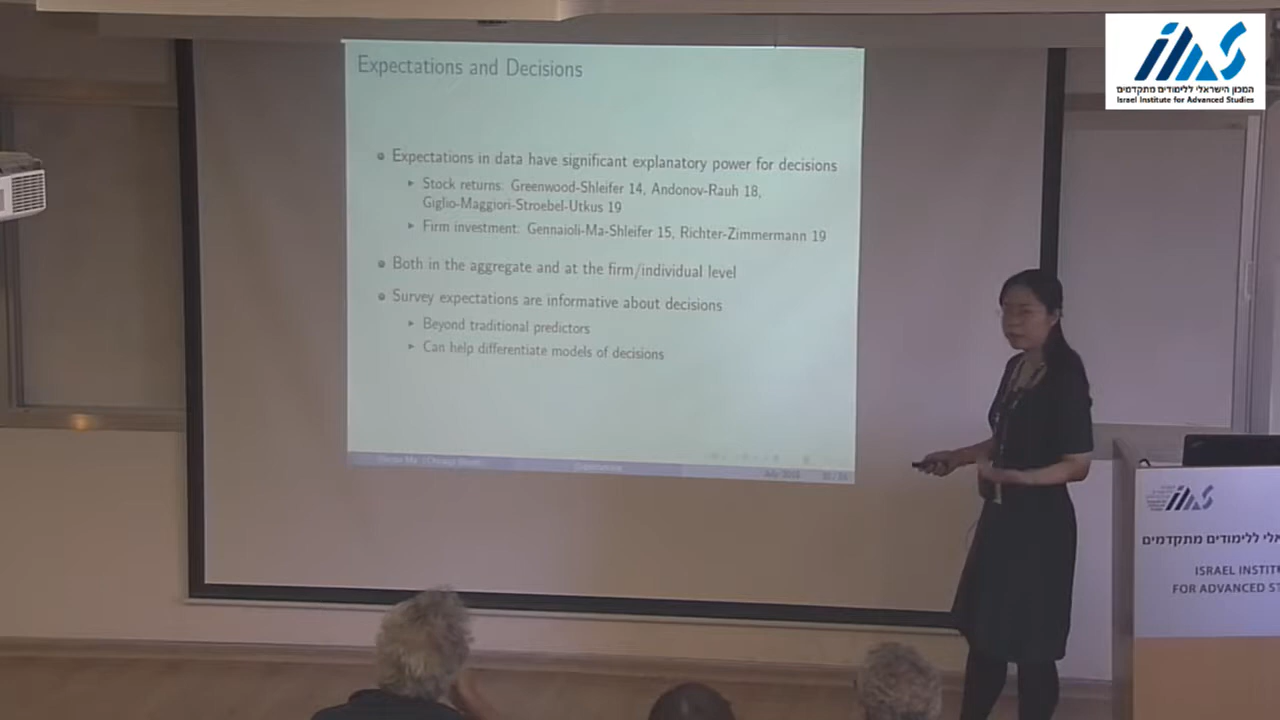 Expectations and Decisions
Expectations in data have significant explanatory power for decisions
Stock returns: Greenwood-Shleifer 14, Andonov-Rauh 18,
Giglio-Maggiori-Stroebel-Utkus 19
Firm investment: Gennaioli-Ma-Shleifer 15, Richter-Zimmermann 19
Both in the aggregate and at the firm/individual level
Survey expectations are informative about decisions
Beyond traditional predictors
Can help differentiate models of decisions
iias
המכון הישראלי ללימודים מתקדמים
Israel Institute for Advanced Studies
iias
אלי ללימודים מתקדמים
ISRAEL INSTIT
FOR ADVANCED ST